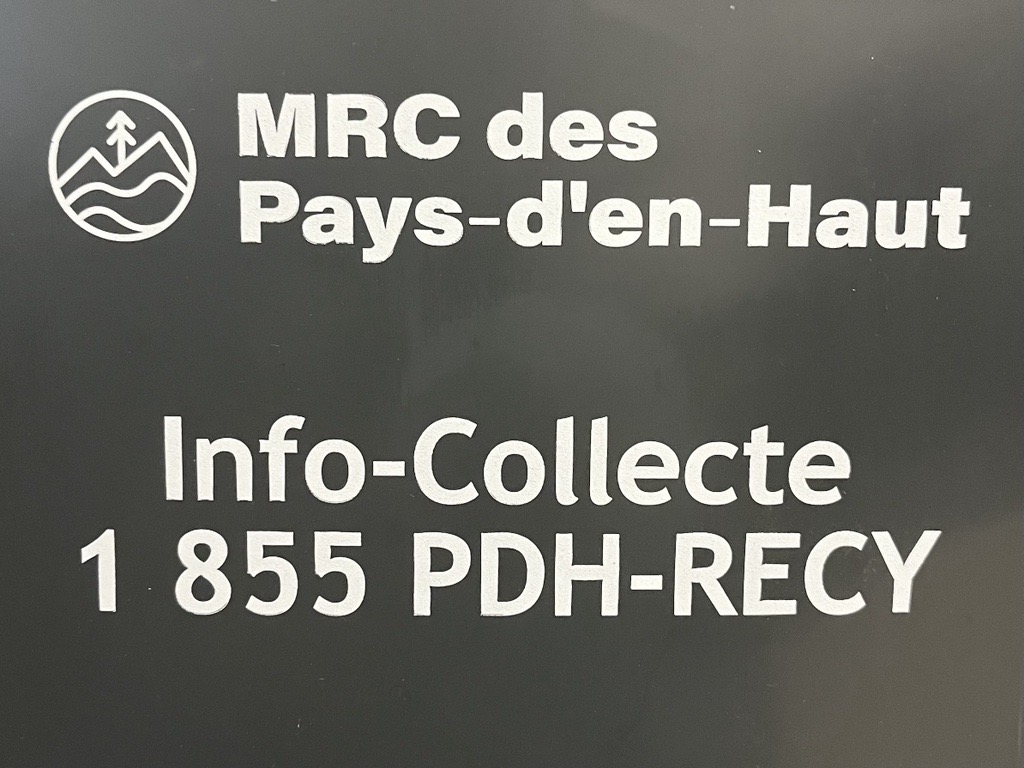 MRC des
Pays-d'en-Haut
Info-Collecte
1 855 PDH-RECY